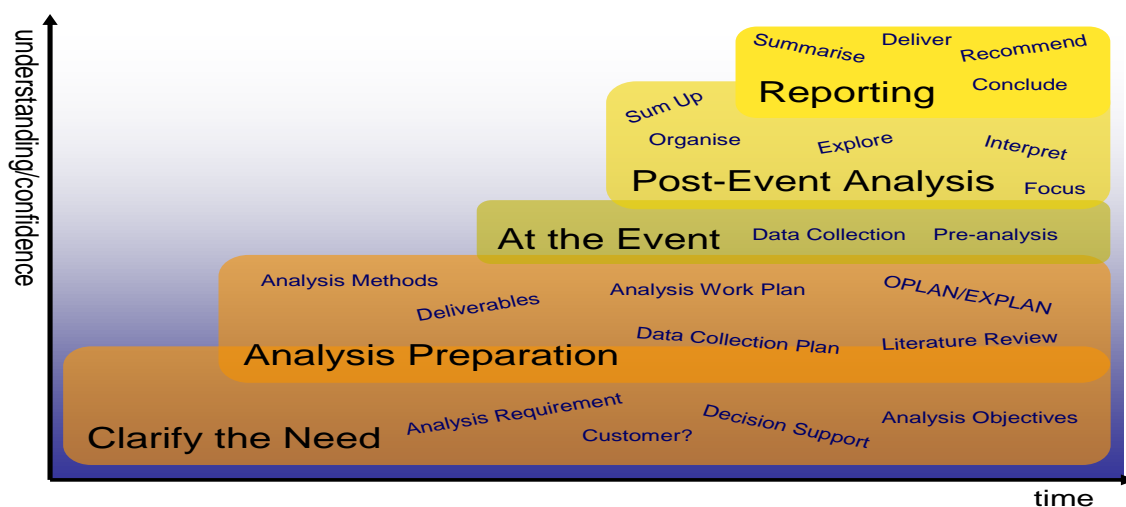 understanding/confidence
Summarise
Deliver
Recommend
Reporting
Conclude
Sum Up
Organise
Explore
Interpret
Post-Event Analysis
Focus
At the Event
Data Collection
Pre-analysis
Analysis Methods
Deliverables
Analysis Work Plan
OPLAN/EXPLAN
Analysis Preparation
Data Collection Plan
Literature Review
Clarify the Need
Analysis Requirement
Customer?
Decision Support
Analysis Objectives
time